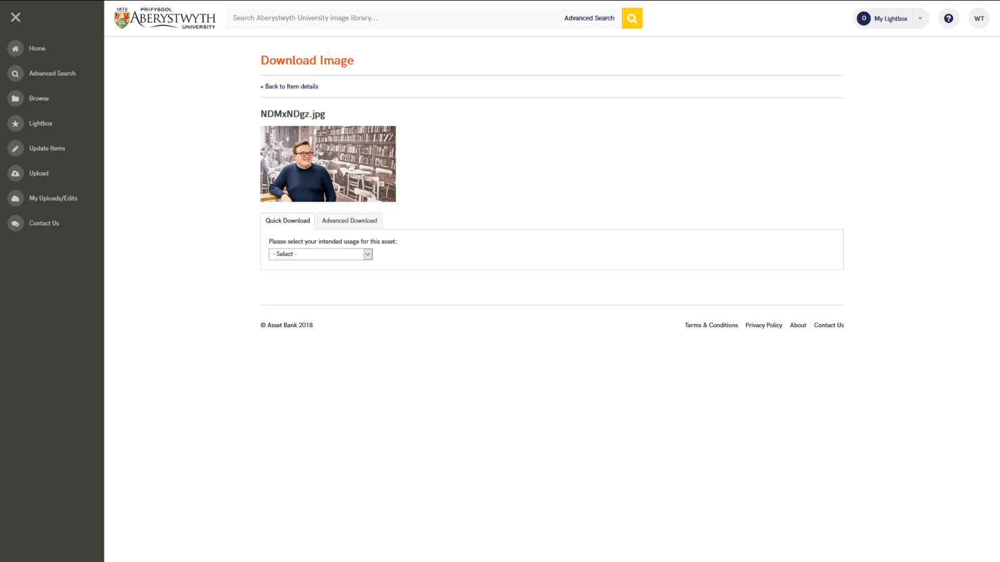 1872
PRIFYSGOL
ABERYSTWYTH
UNIVERSITY
Search Aberystwyth University image library...
Advanced Search
0
My Lightbox
?
WT
Home
Advanced Search
Browse
Lightbox
Update Items
Upload
My Uploads/Edits
Contact Us
Download Image
« Back to Item details
NDMxNDgz.jpg
Quick Download
Advanced Download
Please select your intended usage for this asset:
- Select -
© Asset Bank 2018
Terms & Conditions
Privacy Policy
About
Contact Us